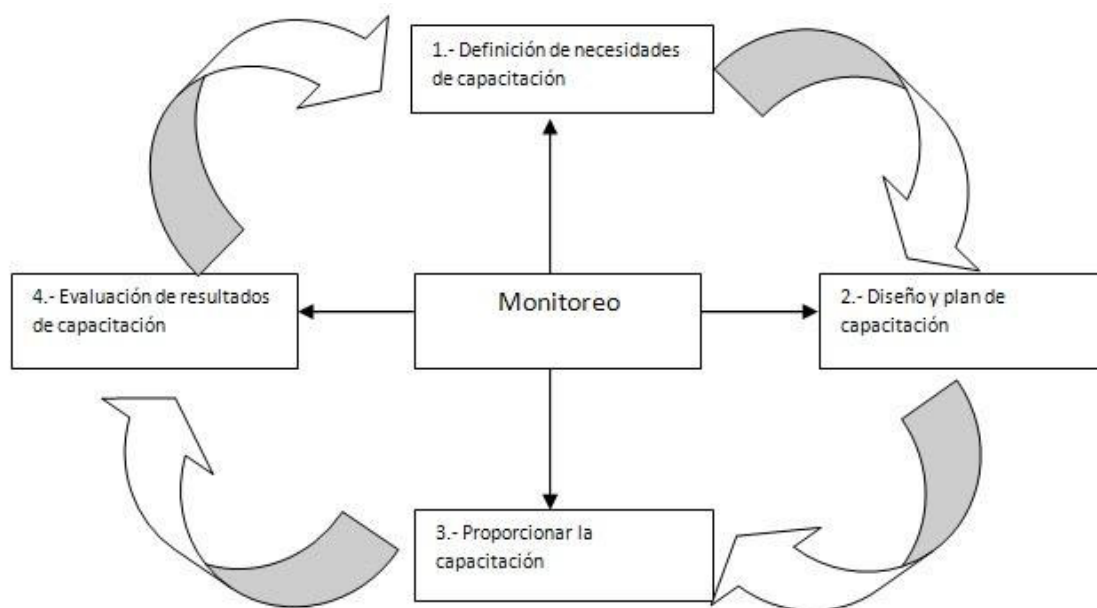 1.- Definición de necesidades
de capacitación
4.- Evaluación de resultados
de capacitación
Monitoreo
2.- Diseño y plan de
capacitación
3.- Proporcionar la
capacitación